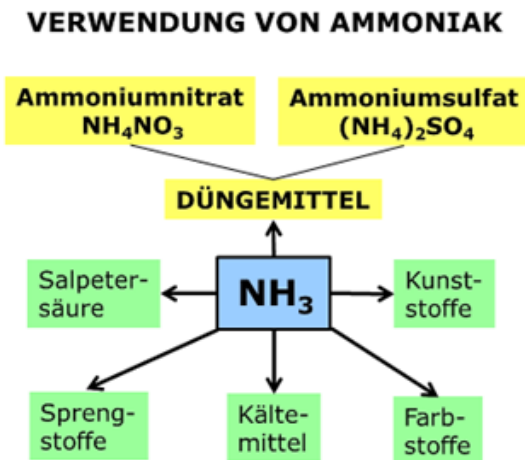 VERWENDUNG VON AMMONIAK
Ammoniumnitrat
NH₄NO₃
Ammoniumsulfat
(NH₄)₂SO₄
DÜNGEMITTEL
Salpeter-
säure
NH₃
Kunst-
stoffe
Spreng-
stoffe
Kälte-
mittel
Farb-
stoffe